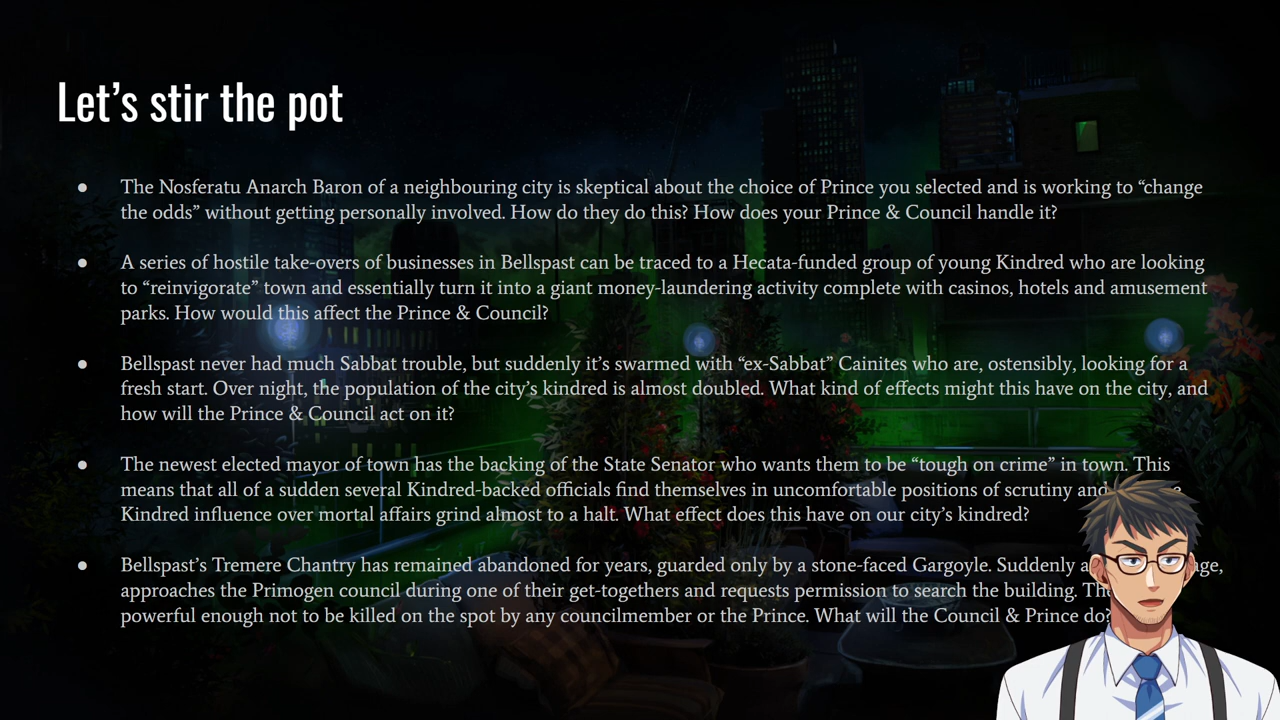 Let’s stir the pot
● The Nosferatu Anarch Baron of a neighbouring city is skeptical about the choice of Prince you selected and is working to “change
the odds” without getting personally involved. How do they do this? How does your Prince & Council handle it?
● A series of hostile take-overs of businesses in Bellspast can be traced to a Hecata-funded group of young Kindred who are looking
to “reinvigorate” town and essentially turn it into a giant money-laundering activity complete with casinos, hotels and amusement
parks. How would this affect the Prince & Council?
● Bellspast never had much Sabbat trouble, but suddenly it’s swarmed with “ex-Sabbat” Cainites who are, ostensibly, looking for a
fresh start. Over night, the population of the city’s kindred is almost doubled. What kind of effects might this have on the city, and
how will the Prince & Council act on it?
● The newest elected mayor of town has the backing of the State Senator who wants them to be “tough on crime” in town. This
means that all of a sudden several Kindred-backed officials find themselves in uncomfortable positions of scrutiny and
Kindred influence over mortal affairs grind almost to a halt. What effect does this have on our city’s kindred?
● Bellspast’s Tremere Chantry has remained abandoned for years, guarded only by a stone-faced Gargoyle. Suddenly
approaches the Primogen council during one of their get-togethers and requests permission to search the building.
powerful enough not to be killed on the spot by any councilmember or the Prince. What will the Council & Prince do?